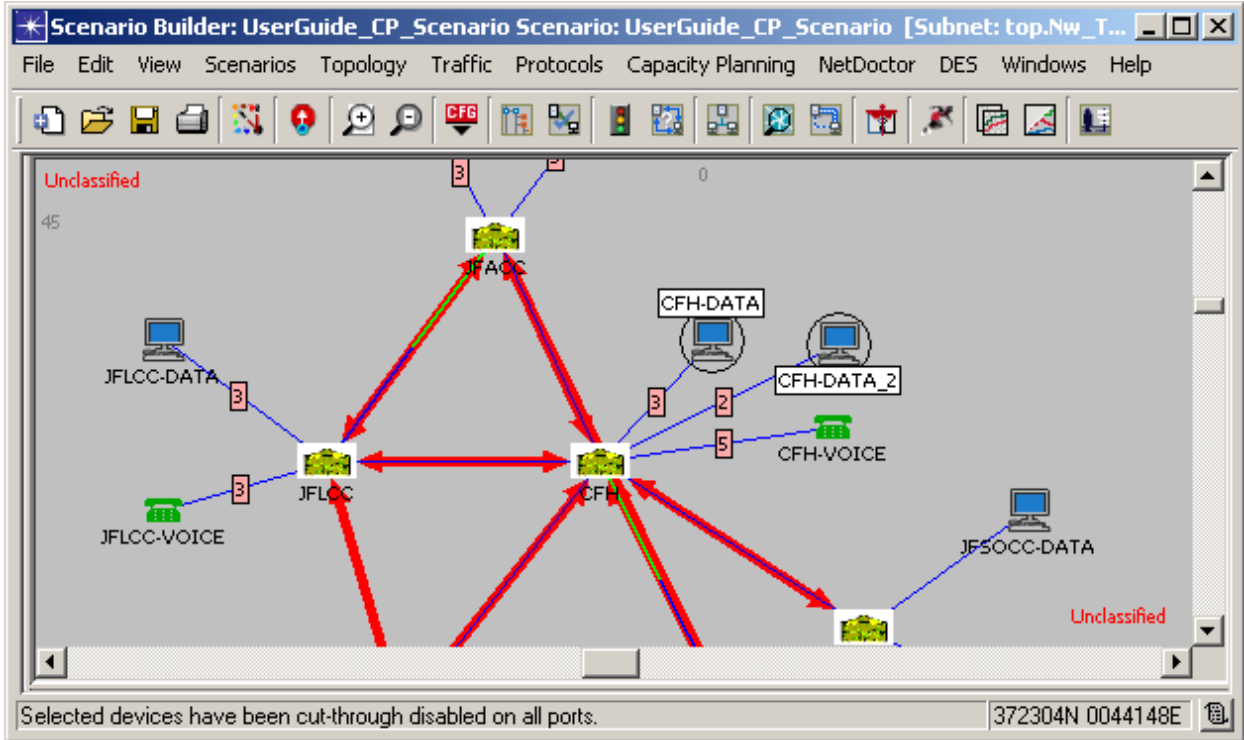 Scenario Builder: UserGuide_CP_Scenario Scenario: UserGuide_CP_Scenario [Subnet: top.Nw_T...
File Edit View Scenarios Topology Traffic Protocols Capacity Planning NetDoctor DES Windows Help
CFG
Unclassified
3
0
45
JFACC
CFH-DATA
JFLCC-DATA
CFH-DATA_2
3
3
2
5
CFH-VOICE
JFLCC
CFH
3
JFLCC-VOICE
JFSOCC-DATA
Unclassified
Selected devices have been cut-through disabled on all ports.
372304N 0044148E